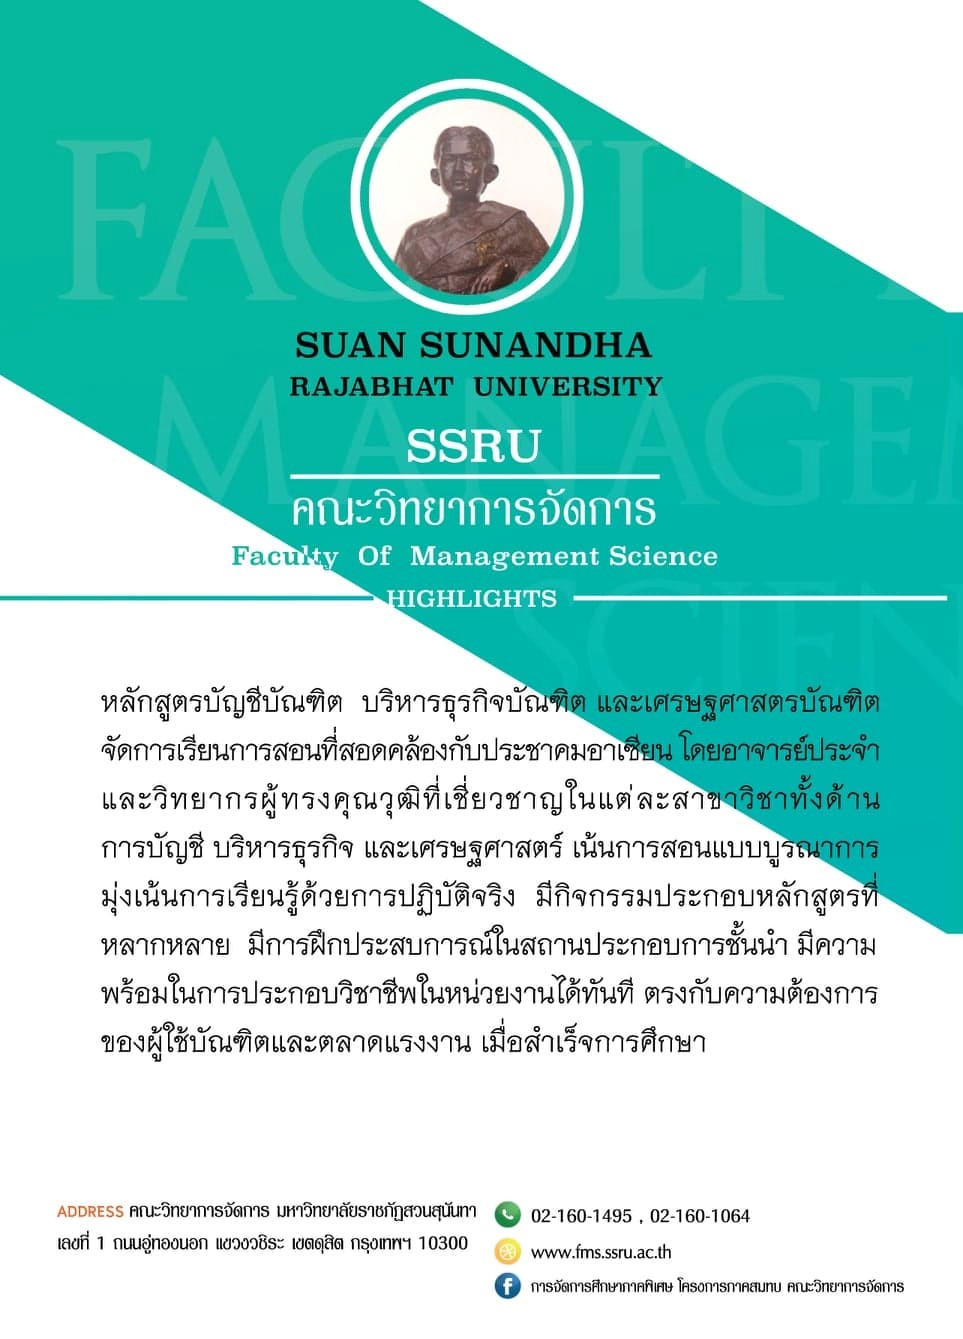 FACULTY
MANAGEM
SCIEN
SUAN SUNANDHA
RAJABHAT UNIVERSITY
SSRU
คณะวิทยาการจัดการ
Faculty Of Management Science
HIGHLIGHTS
หลักสูตรบัญชีบัณฑิต บริหารธุรกิจบัณฑิต และเศรษฐศาสตรบัณฑิต
จัดการเรียนการสอนที่สอดคล้องกับประชาคมอาเซียน โดยอาจารย์ประจำ
และวิทยากรผู้ทรงคุณวุฒิที่เชี่ยวชาญในแต่ละสาขาวิชาทั้งด้าน
การบัญชี บริหารธุรกิจ และเศรษฐศาสตร์ เน้นการสอนแบบบูรณาการ
มุ่งเน้นการเรียนรู้ด้วยการปฏิบัติจริง มีกิจกรรมประกอบหลักสูตรที่
หลากหลาย มีการฝึกประสบการณ์ในสถานประกอบการชั้นนำ มีความ
พร้อมในการประกอบวิชาชีพในหน่วยงานได้ทันที ตรงกับความต้องการ
ของผู้ใช้บัณฑิตและตลาดแรงงาน เมื่อสำเร็จการศึกษา
ADDRESS คณะวิทยาการจัดการ มหาวิทยาลัยราชภัฏสวนสุนันทา
เลขที่ 1 ถนนอู่ทองนอก แขวงวชิระ เขตดุสิต กรุงเทพฯ 10300
02-160-1495 , 02-160-1064
www.fms.ssru.ac.th
การจัดการศึกษาภาคพิเศษ โครงการภาคสมทบ คณะวิทยาการจัดการ